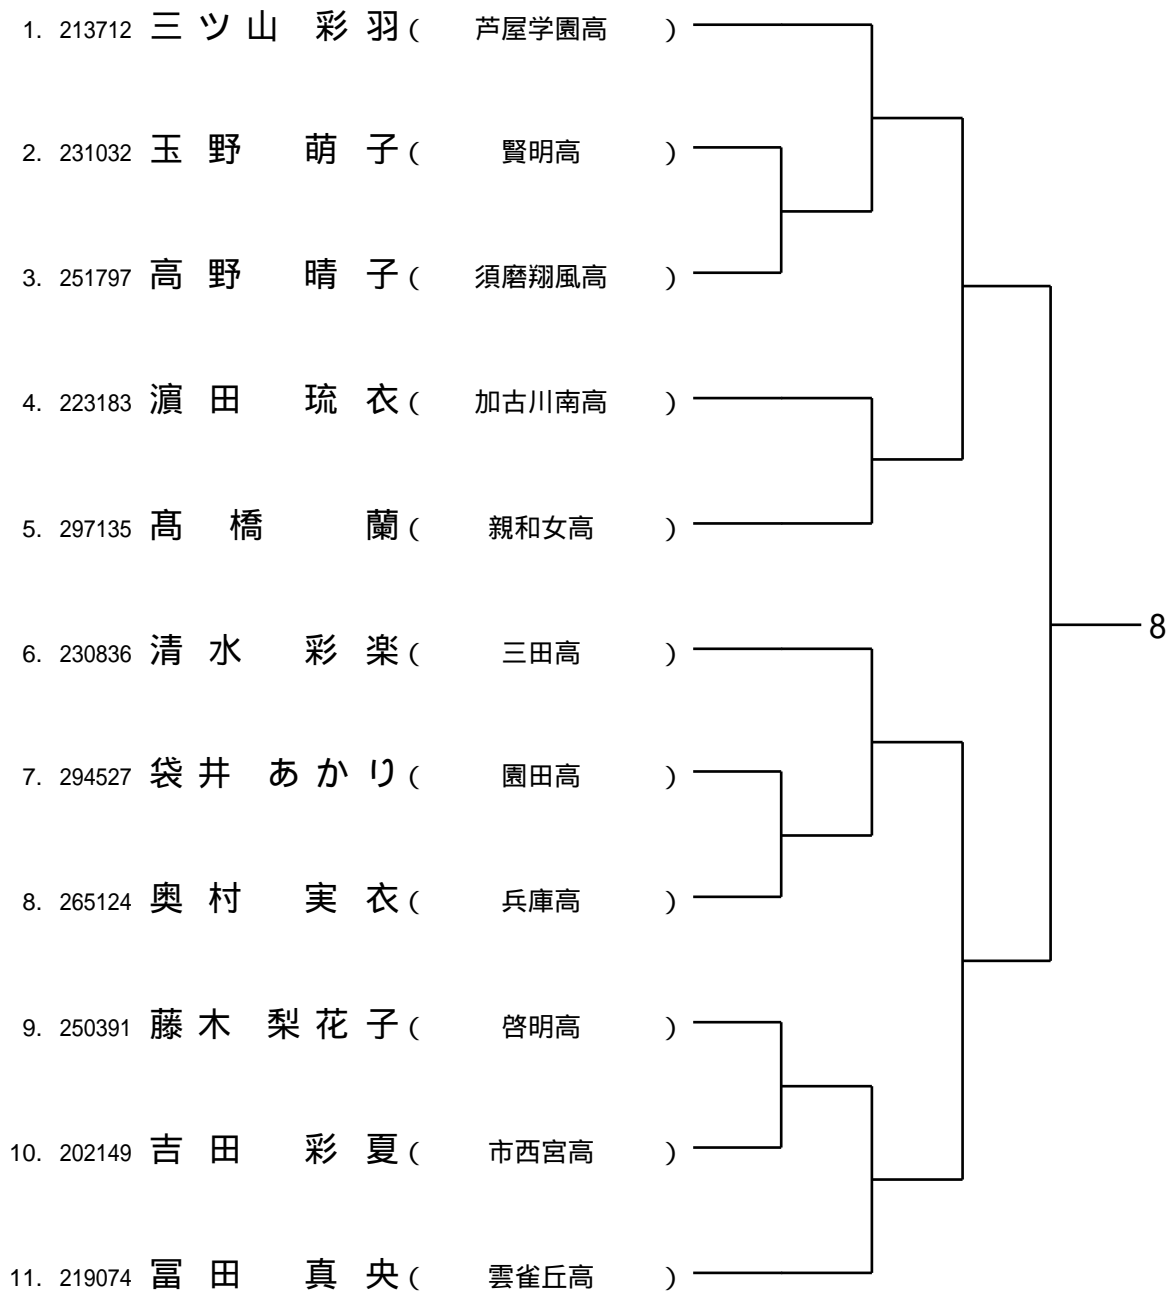 1. 213712 三ツ山 彩羽 ( 芦屋学園高 )
2. 231032 玉野 萌子 ( 賢明高 )
3. 251797 高野 晴子 ( 須磨翔風高 )
4. 223183 濵田 琉衣 ( 加古川南高 )
5. 297135 髙橋 蘭 ( 親和女高 )
8
6. 230836 清水 彩楽 ( 三田高 )
7. 294527 袋井 あかり ( 園田高 )
8. 265124 奥村 実衣 ( 兵庫高 )
9. 250391 藤木 梨花子 ( 啓明高 )
10. 202149 吉田 彩夏 ( 市西宮高 )
11. 219074 冨田 真央 ( 雲雀丘高 )